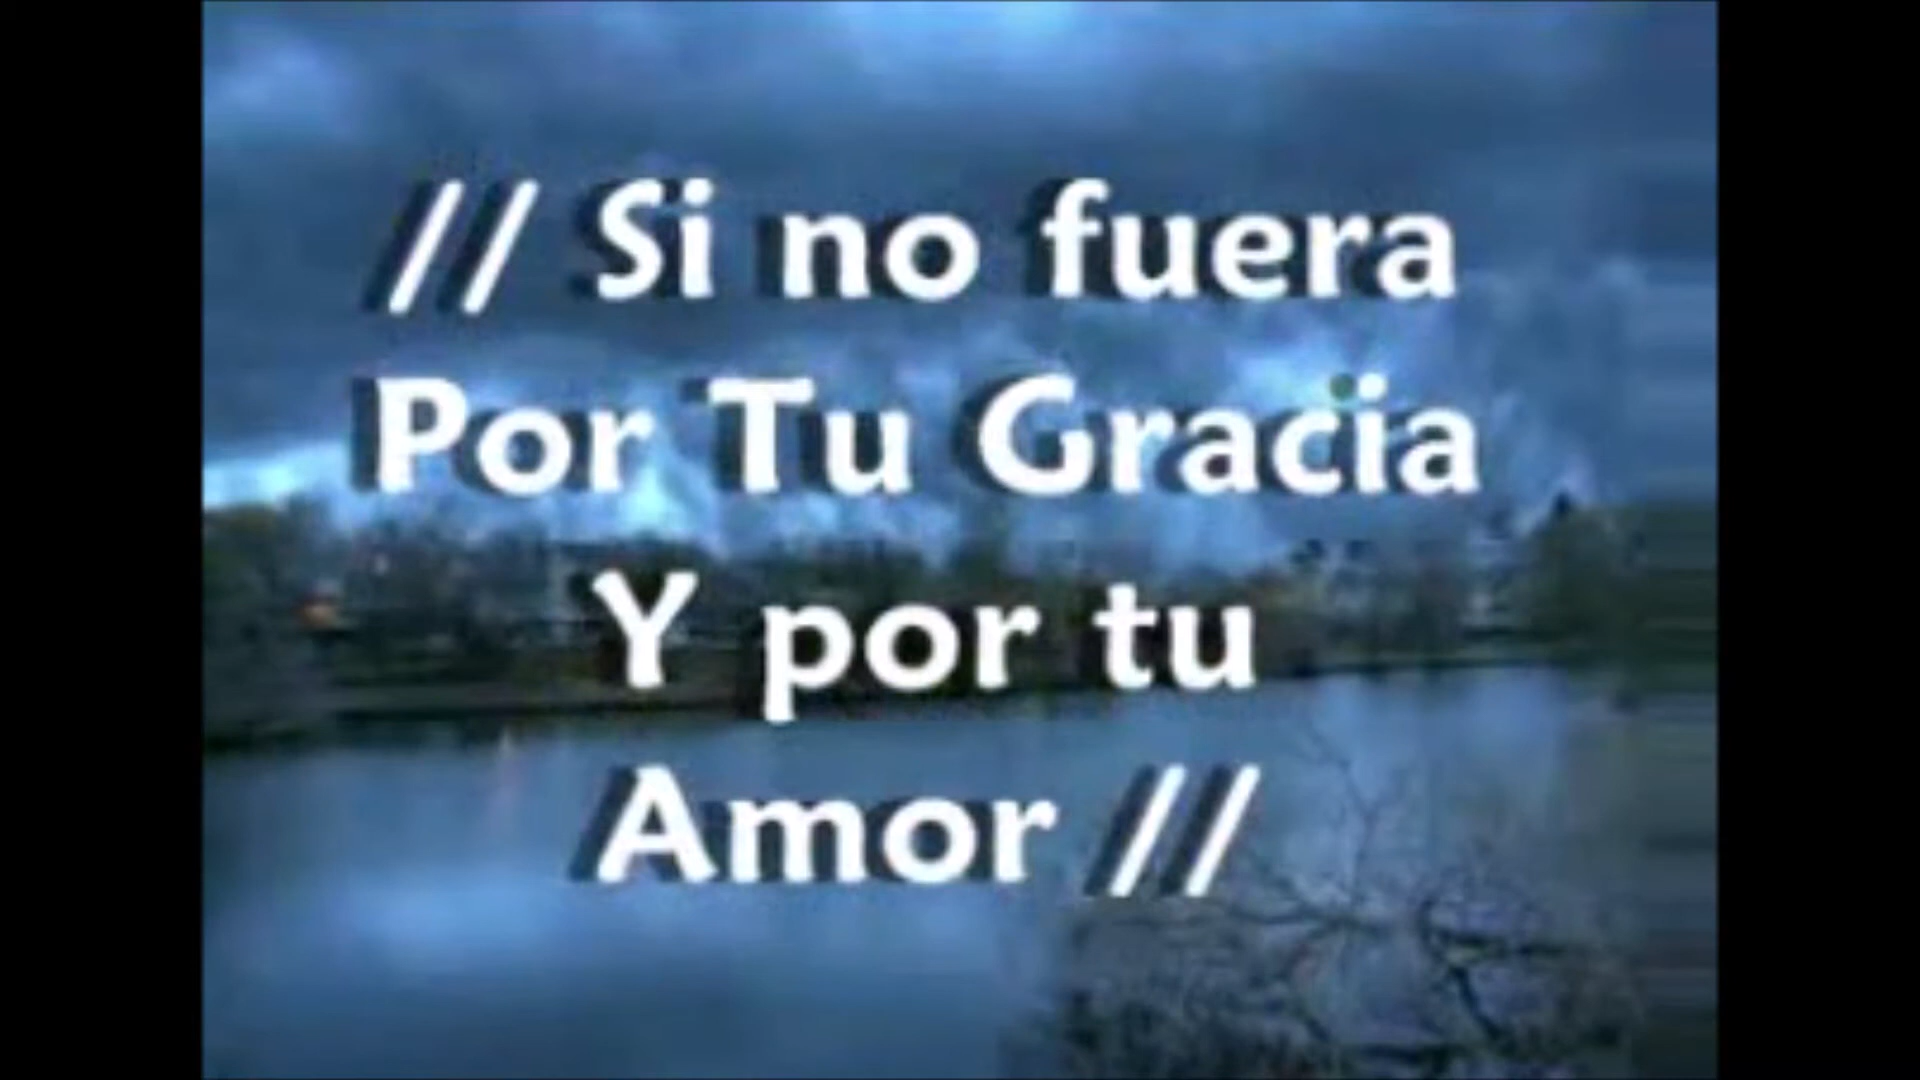 // Si no fuera
Por Tu Gracia
Y por tu
Amor //